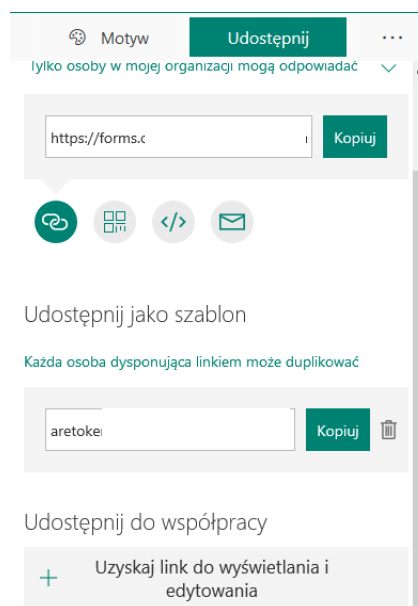 Motyw
Udostępnij
...
Tylko osoby w mojej organizacji mogą odpowiadać
https://forms.c
Kopiuj
</>
Udostępnij jako szablon
Każda osoba dysponująca linkiem może duplikować
aretoke
Kopiuj
Udostępnij do współpracy
+ Uzyskaj link do wyświetlania i
edytowania